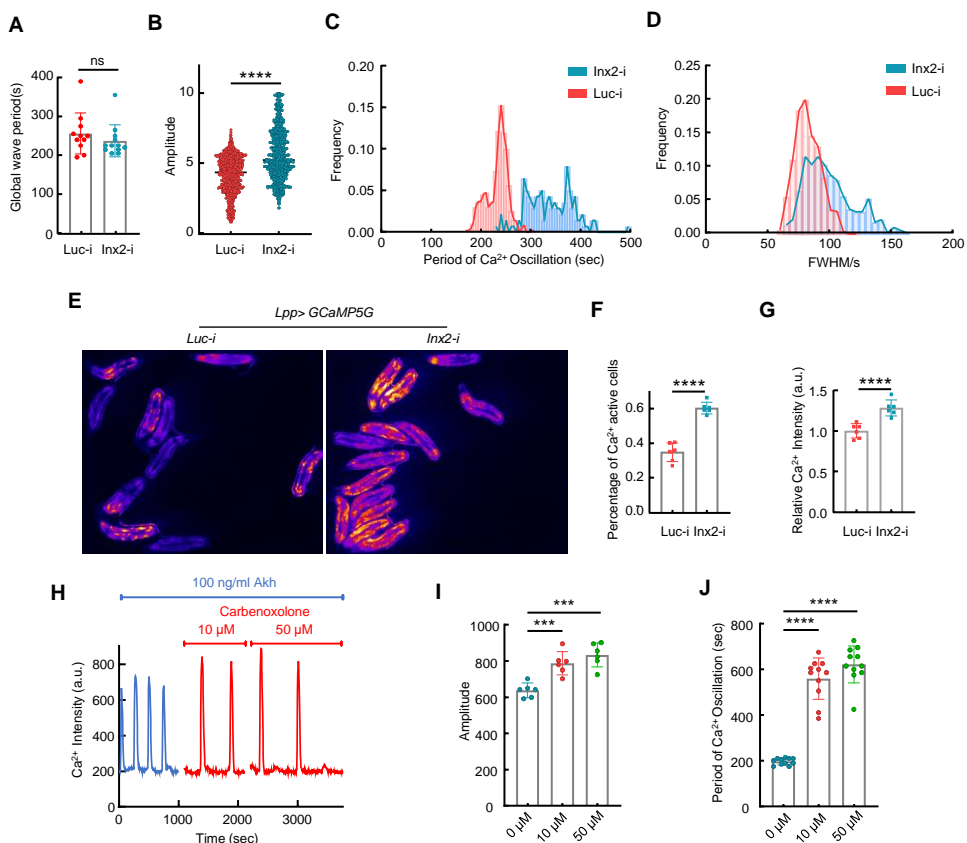 A
ns
Global wave period(s)
400
300
200
100
0
Luc-i Inx2-i
B
****
Amplitude
10
5
0
Luc-i Inx2-i
C
Inx2-i
Luc-i
Frequency
0.20
0.15
0.10
0.05
0.00
0 100 200 300 400 500
Period of Ca²⁺ Oscillation (sec)
D
Inx2-i
Luc-i
Frequency
0.25
0.20
0.15
0.10
0.05
0.00
0 50 100 150 200
FWHM/s
E
Lpp> GCaMP5G
Luc-i Inx2-i
F
****
Percentage of Ca²⁺ active cells
0.6
0.4
0.2
0.0
Luc-i Inx2-i
G
****
Relative Ca²⁺ Intensity (a.u.)
1.5
1.0
0.5
0.0
Luc-i Inx2-i
H
100 ng/ml Akh
Carbenoxolone
10 µM 50 µM
Ca²⁺ Intensity (a.u.)
800
600
400
200
0 1000 2000 3000
Time (sec)
I
***
***
Amplitude
1000
800
600
400
200
0
0 µM 10 µM 50 µM
J
****
****
Period of Ca²⁺ Oscillation (sec)
800
600
400
200
0
0 µM 10 µM 50 µM